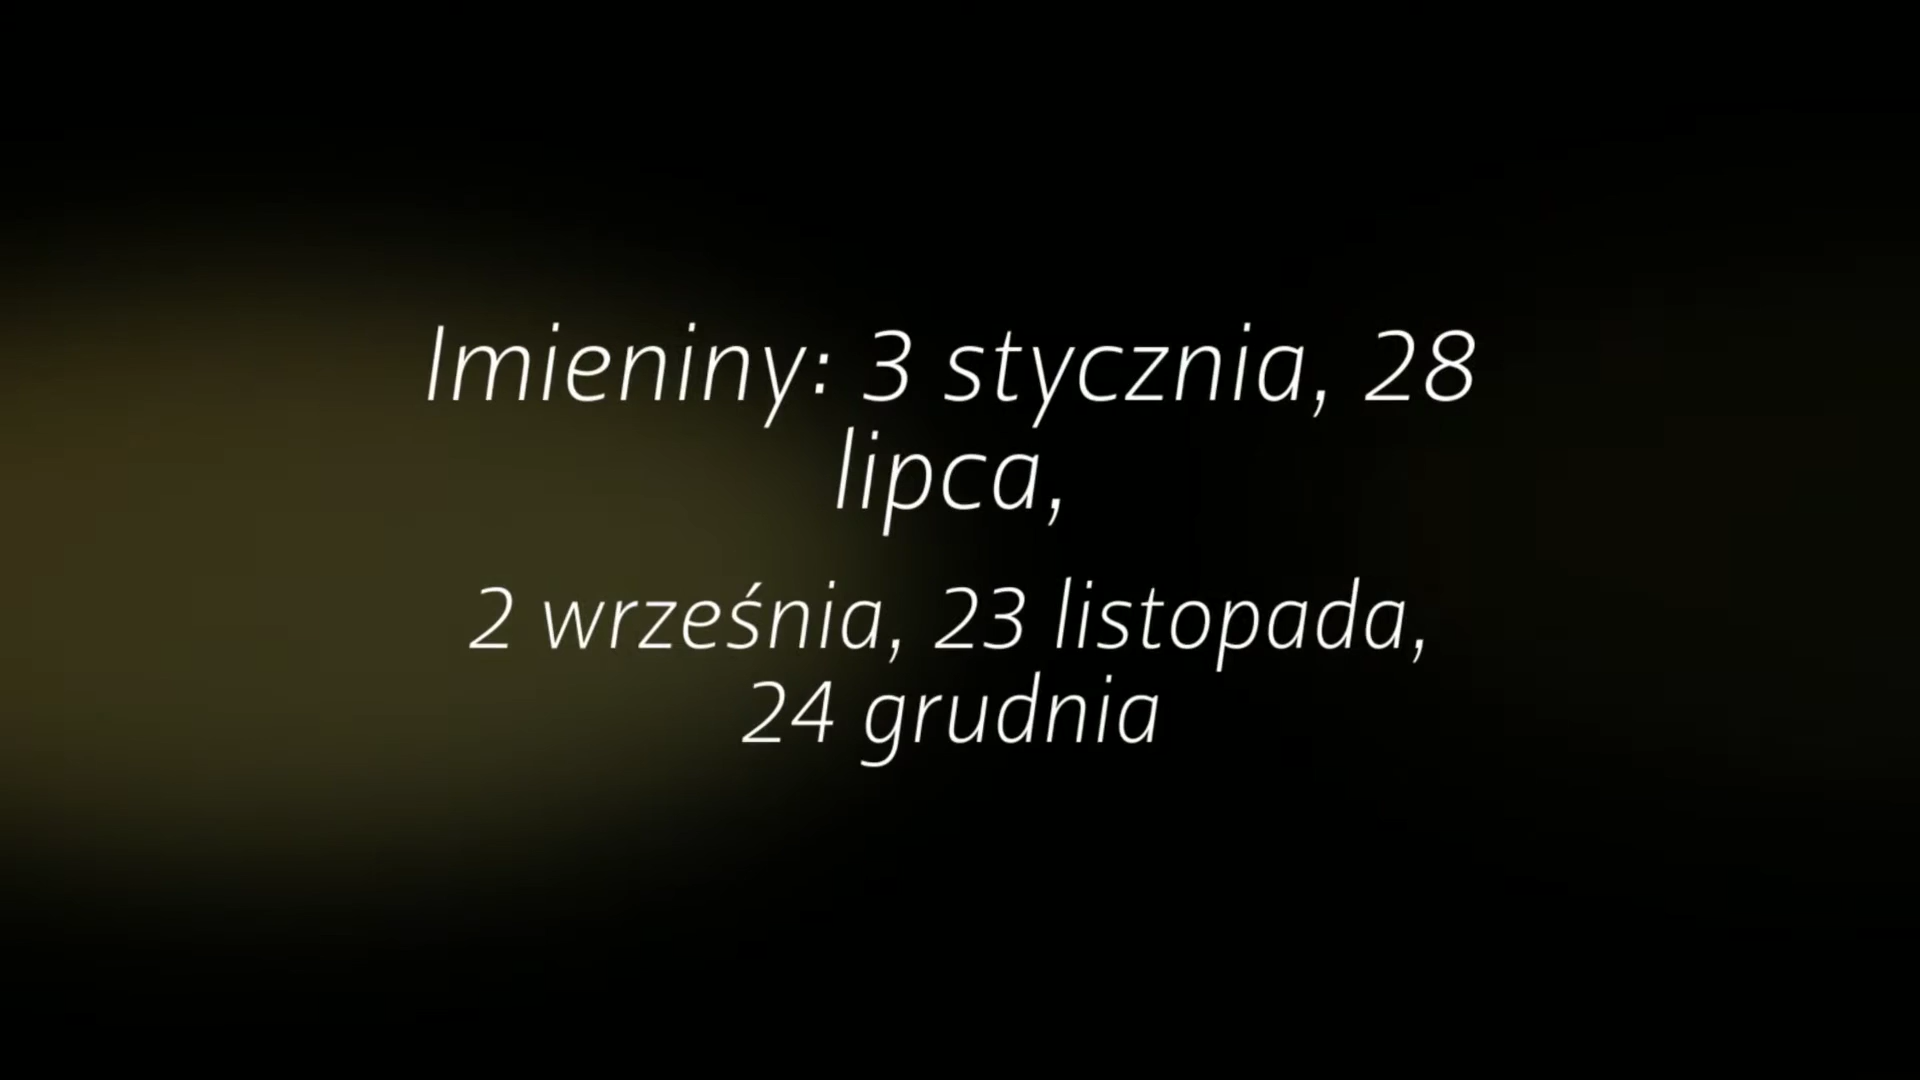 Imieniny: 3 stycznia, 28
lipca,
2 września, 23 listopada,
24 grudnia